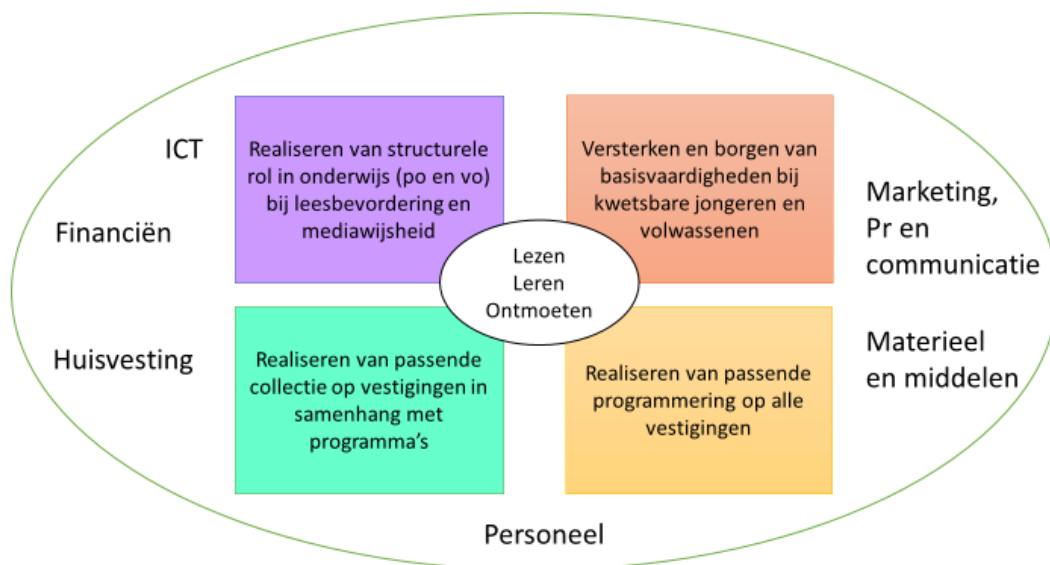 ICT
Financiën
Huisvesting
Realiseren van structurele
rol in onderwijs (po en vo)
bij leesbevordering en
mediawijsheid
Versterken en borgen van
basisvaardigheden bij
kwetsbare jongeren en
volwassenen
Lezen
Leren
Ontmoeten
Realiseren van passende
collectie op vestigingen in
samenhang met
programma's
Realiseren van passende
programmering op alle
vestigingen
Marketing,
Pr en
communicatie
Materieel
en middelen
Personeel